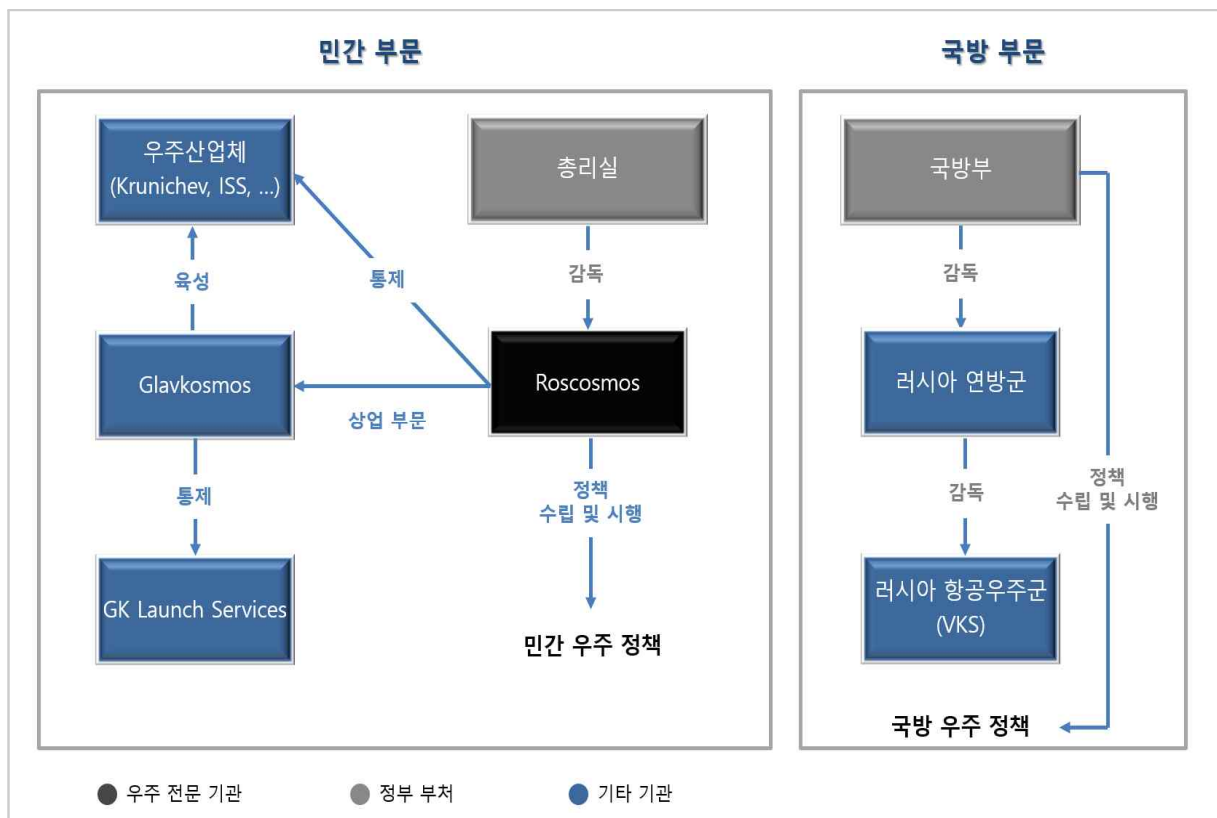 민간 부문
국방 부문
우주산업체
(Krunichev, ISS, ...)
총리실
국방부
육성
통제
감독
감독
Glavkosmos
Roscosmos
러시아 연방군
상업 부문
통제
정책
수립 및 시행
감독
정책
수립 및 시행
GK Launch Services
러시아 항공우주군
(VKS)
민간 우주 정책
국방 우주 정책
우주 전문 기관
정부 부처
기타 기관